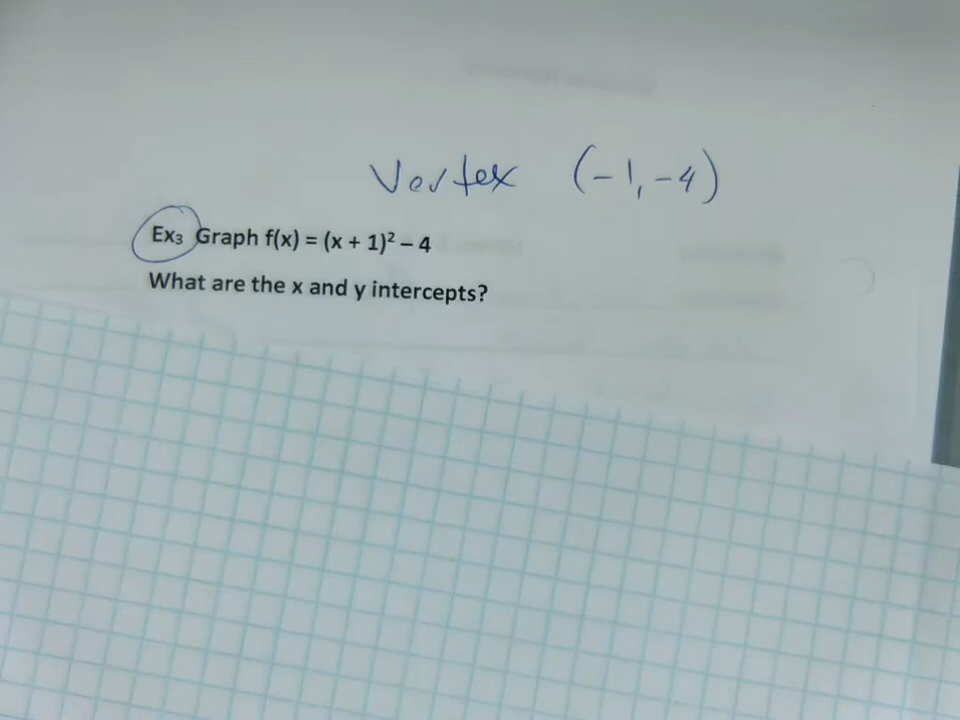 Vertex (-1, -4)
Ex3 Graph f(x) = (x + 1)² – 4
What are the x and y intercepts?